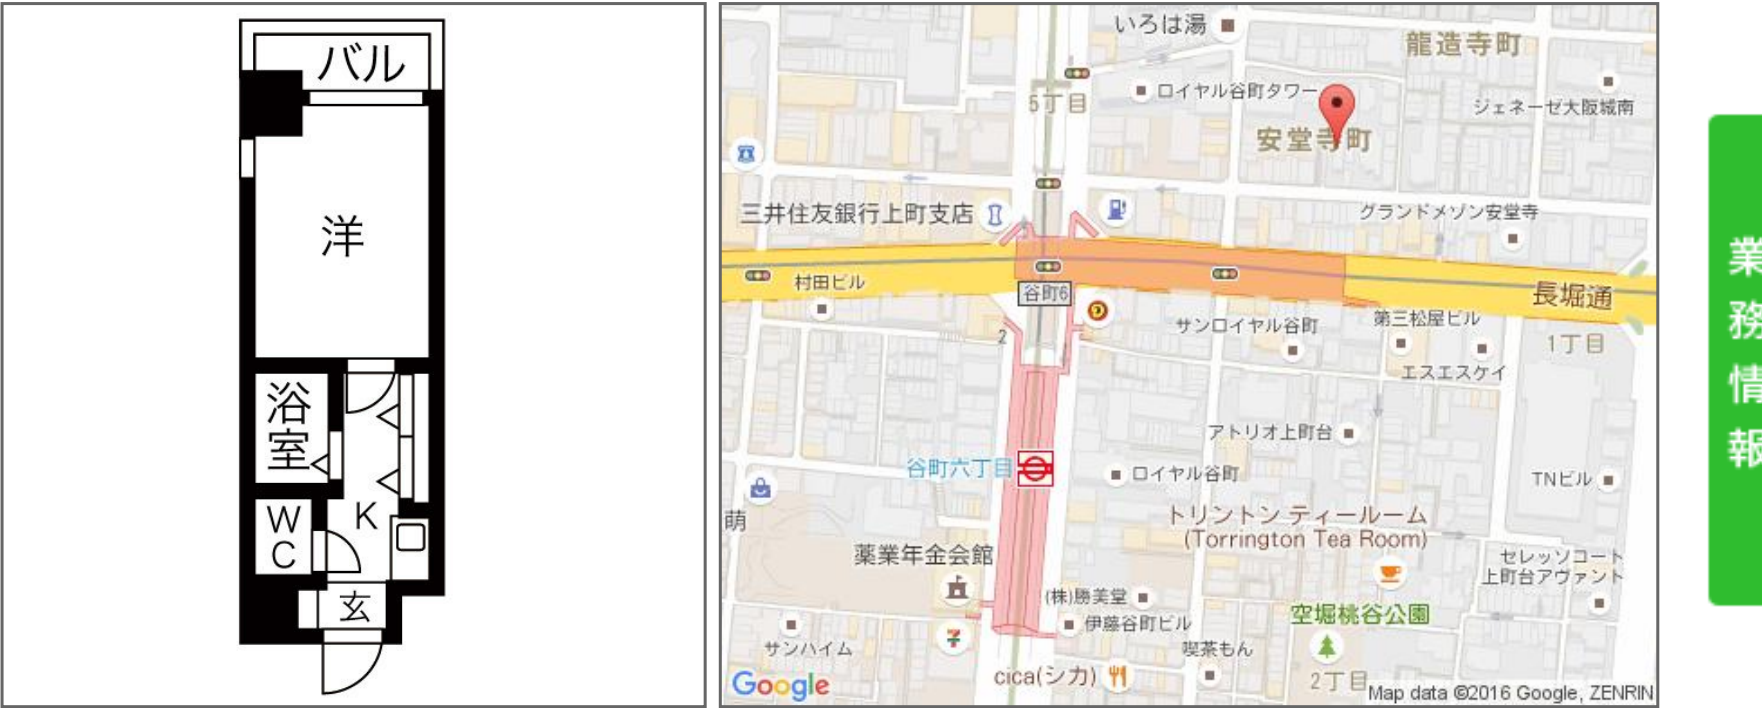 バル
洋
浴
室
W
C
K
玄
いろは湯
龍造寺町
5丁目
ロイヤル谷町タワー
ジェネーゼ大阪城南
安堂寺町
三井住友銀行上町支店
グランドメゾン安堂寺
村田ビル
谷町6
長堀通
2
サンロイヤル谷町
第三松屋ビル
1丁目
エスエスケイ
アトリオ上町台
谷町六丁目
ロイヤル谷町
TNビル
萌
トリントン ティールーム
(Torrington Tea Room)
薬業年金会館
セレッソコート
上町台アヴァント
(株)勝美堂
空堀桃谷公園
伊藤谷町ビル
サンハイム
喫茶もん
7
cica(シカ)
2丁目
Google
Map data ©2016 Google, ZENRIN
業
務
情
報